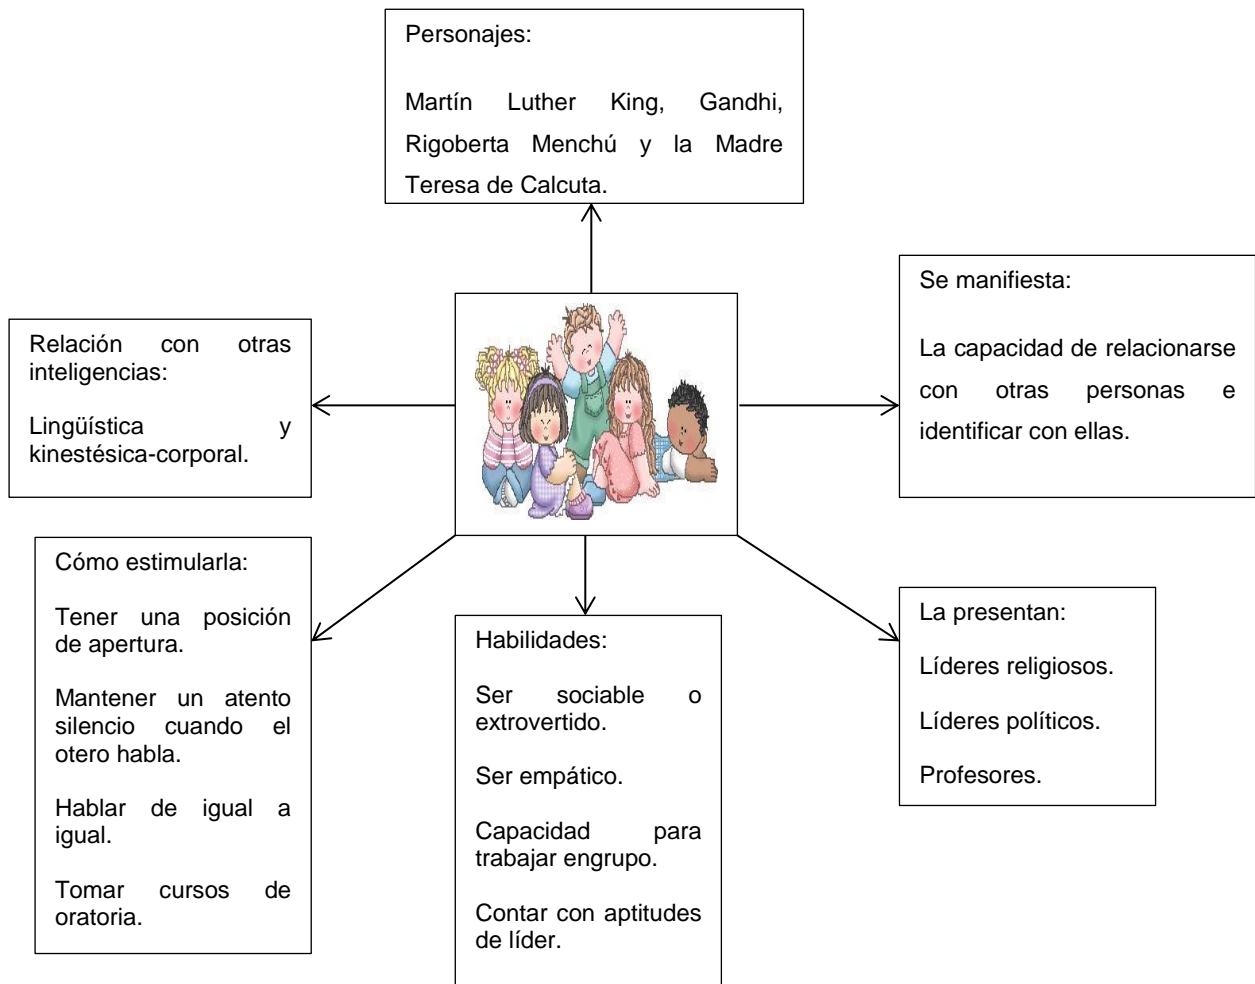 Personajes:
Martín Luther King, Gandhi,
Rigoberta Menchú y la Madre
Teresa de Calcuta.
Se manifiesta:
La capacidad de relacionarse
con otras personas e
identificar con ellas.
Relación con otras
inteligencias:
Lingüística y
kinestésica-corporal.
Cómo estimularla:
Tener una posición
de apertura.
Mantener un atento
silencio cuando el
otero habla.
Hablar de igual a
igual.
Tomar cursos de
oratoria.
Habilidades:
Ser sociable o
extrovertido.
Ser empático.
Capacidad para
trabajar engrupo.
Contar con aptitudes
de líder.
La presentan:
Líderes religiosos.
Líderes políticos.
Profesores.